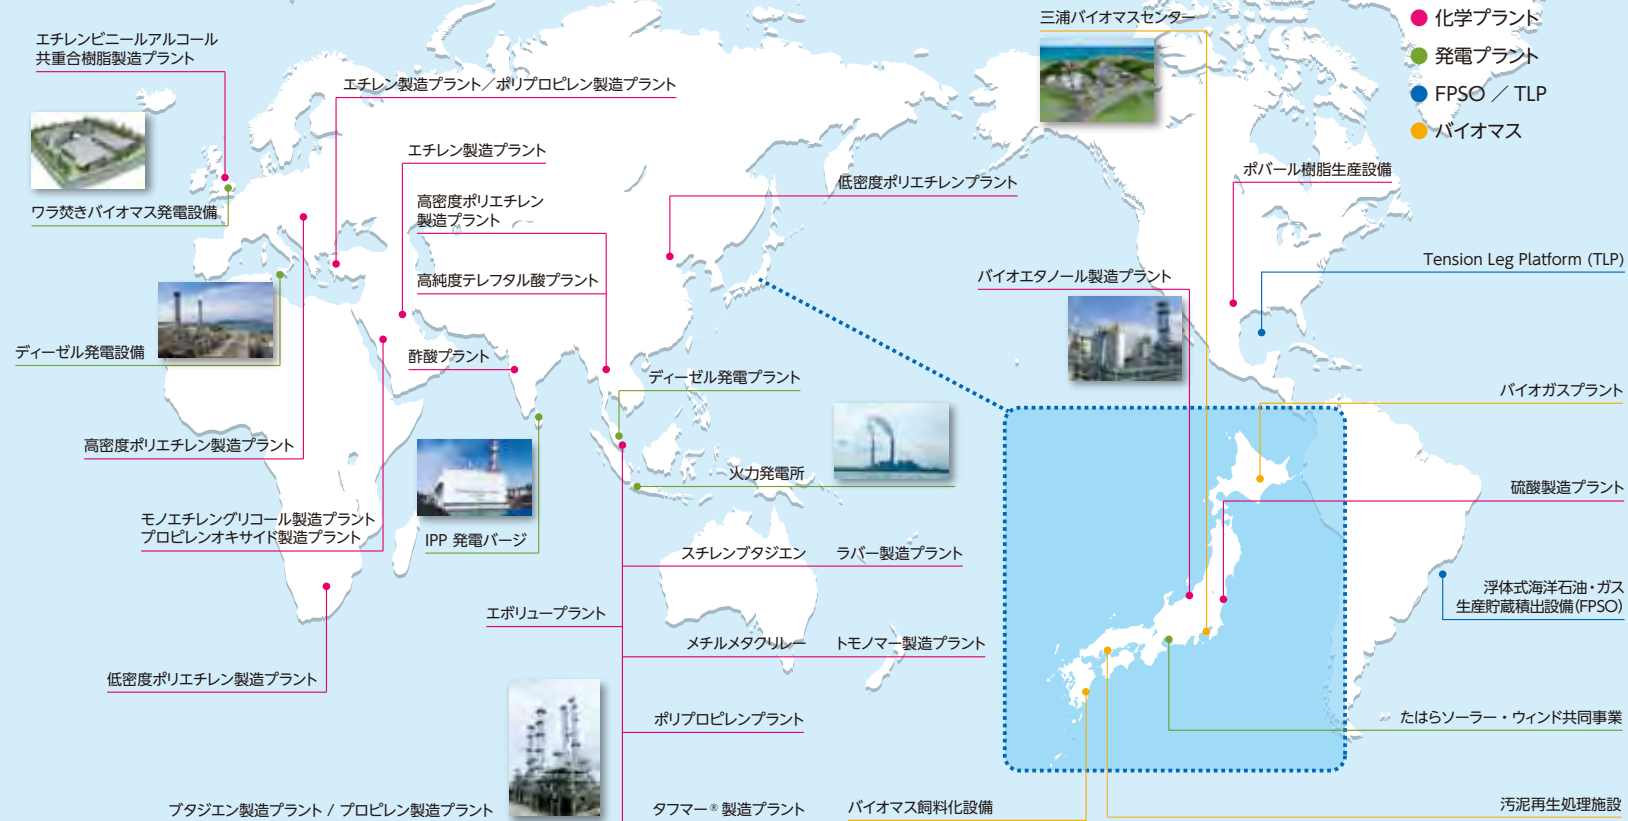 エチレンビニールアルコール
共重合樹脂製造プラント
エチレン製造プラント／ポリプロピレン製造プラント
三浦バイオマスセンター
化学プラント
発電プラント
FPSO ／ TLP
バイオマス
エチレン製造プラント
低密度ポリエチレンプラント
ポバール樹脂生産設備
ワラ焚きバイオマス発電設備
高密度ポリエチレン
製造プラント
高純度テレフタル酸プラント
バイオエタノール製造プラント
Tension Leg Platform (TLP)
ディーゼル発電設備
酢酸プラント
ディーゼル発電プラント
バイオガスプラント
高密度ポリエチレン製造プラント
火力発電所
硫酸製造プラント
モノエチレングリコール製造プラント
プロピレンオキサイド製造プラント
IPP 発電バージ
スチレンブタジエン　ラバー製造プラント
浮体式海洋石油・ガス
生産貯蔵積出設備(FPSO)
エボリュープラント
メチルメタクリレー　トモノマー製造プラント
低密度ポリエチレン製造プラント
ポリプロピレンプラント
たはらソーラー・ウィンド共同事業
ブタジエン製造プラント / プロピレン製造プラント
タフマー®製造プラント
バイオマス飼料化設備
汚泥再生処理施設